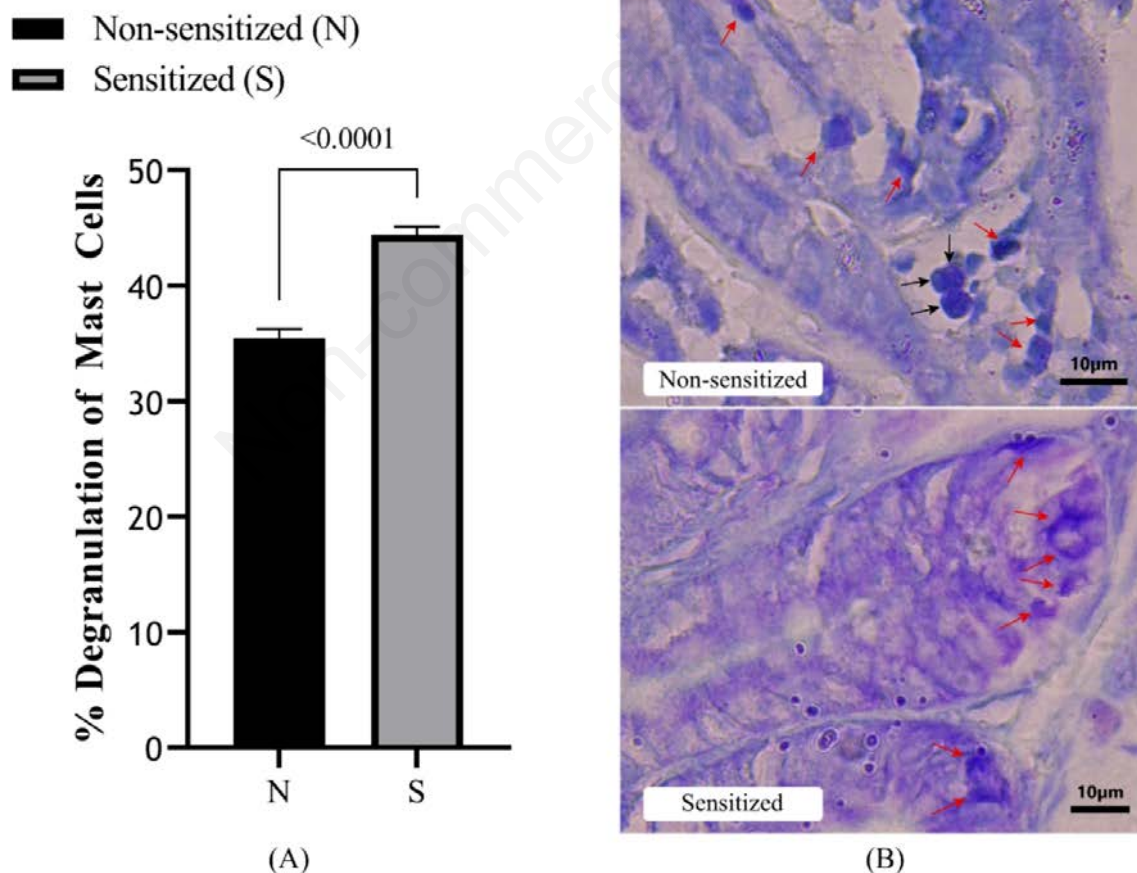 Non-sensitized (N)
Sensitized (S)
<0.0001
% Degranulation of Mast Cells
50
40
30
20
10
0
N
S
(A)
Non-sensitized
10µm
Sensitized
10µm
(B)